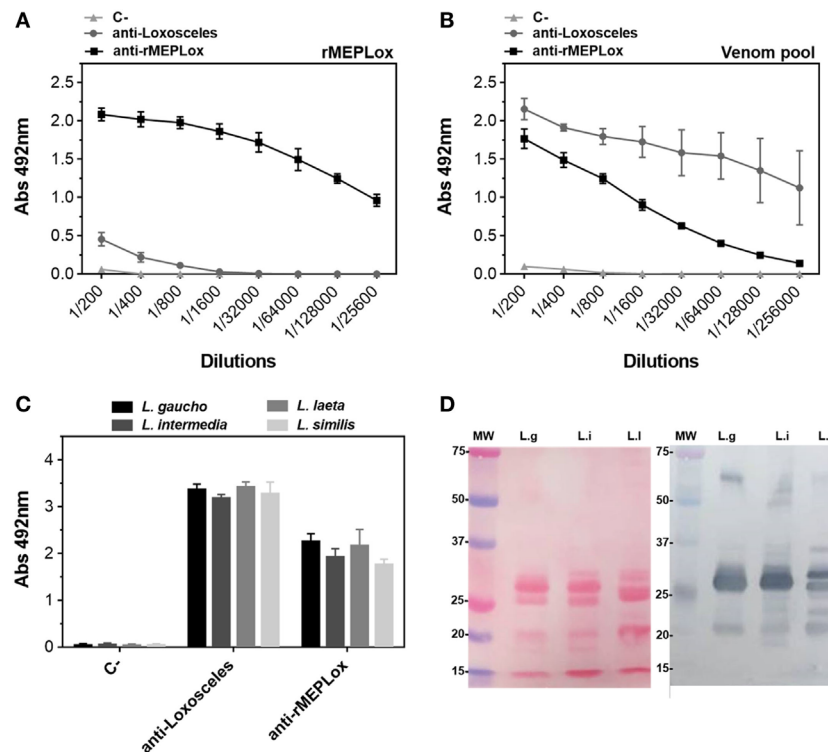 A
C-
anti-Loxosceles
anti-rMEPLox
rMEPLox
2.5
2.0
1.5
1.0
0.5
0.0
Abs 492nm
1/200
1/400
1/800
1/1600
1/32000
1/64000
1/128000
1/25600
Dilutions
B
C-
anti-Loxosceles
anti-rMEPLox
Venom pool
2.5
2.0
1.5
1.0
0.5
0.0
Abs 492nm
1/200
1/400
1/800
1/1600
1/32000
1/64000
1/128000
1/256000
Dilutions
C
L. gaucho
L. laeta
L. intermedia
L. similis
4
3
2
1
0
Abs 492nm
C-
anti-Loxosceles
anti-rMEPLox
D
MW L.g L.i L.l
75-
50-
37-
25-
20-
15-
MW L.g L.i L.
75-
50-
37-
25-
20-
15-